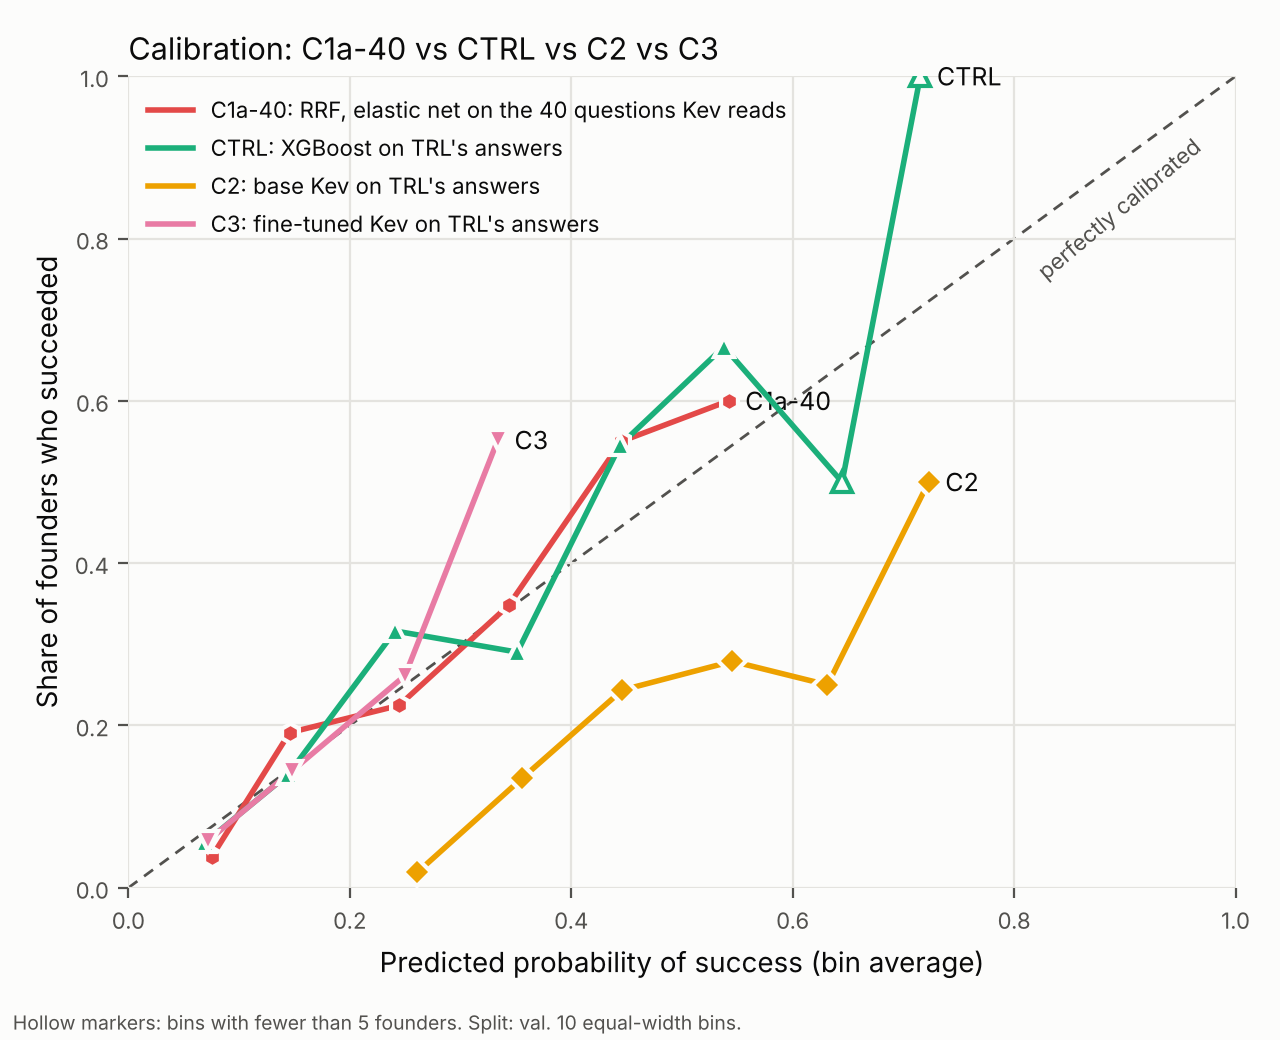 Calibration: C1a-40 vs CTRL vs C2 vs C3
1.0
CTRL
C1a-40: RRF, elastic net on the 40 questions Kev reads
CTRL: XGBoost on TRL's answers
C2: base Kev on TRL's answers
C3: fine-tuned Kev on TRL's answers
perfectly calibrated
0.8
0.6
C1a-40
C3
C2
0.4
0.2
0.0
Share of founders who succeeded
0.0 0.2 0.4 0.6 0.8 1.0
Predicted probability of success (bin average)
Hollow markers: bins with fewer than 5 founders. Split: val. 10 equal-width bins.